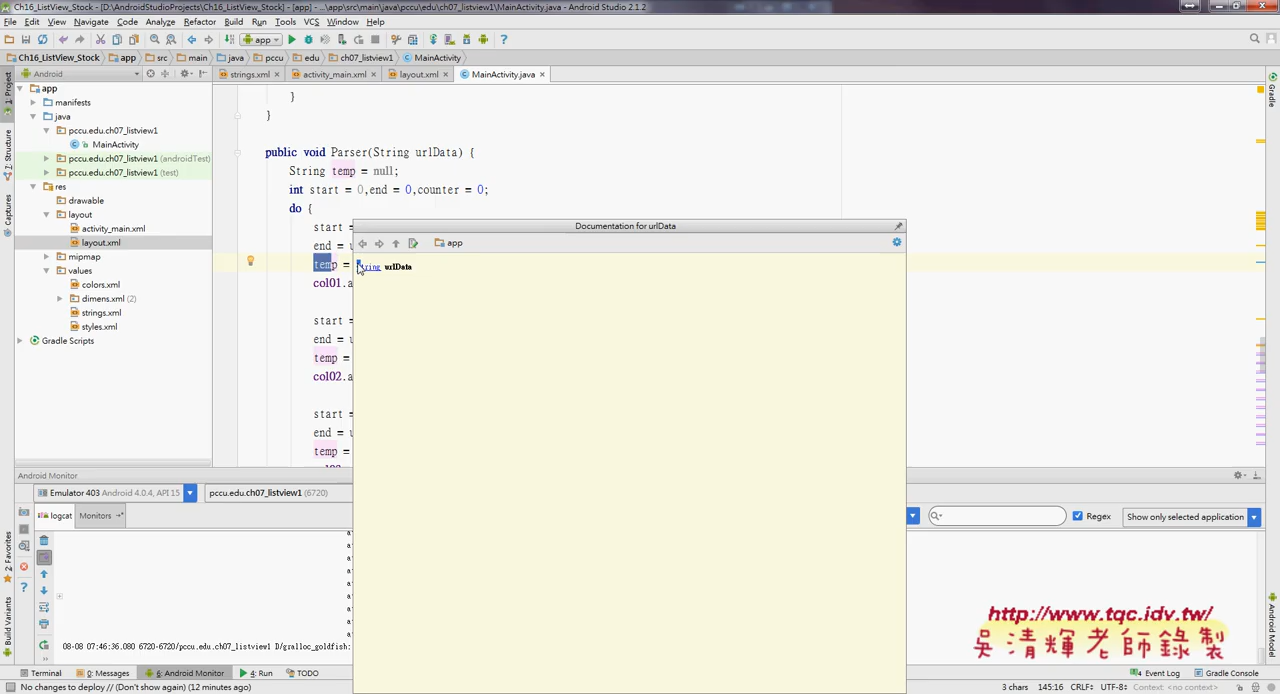 Ch16_ListView_Stock - [D:\AndroidStudioProjects\Ch16_ListView_Stock] - [app] - ...\app\src\main\java\pccu\edu\ch07_listview1\MainActivity.java - Android Studio 2.1.2
File Edit View Navigate Code Analyze Refactor Build Run Tools VCS Window Help
app
Ch16_ListView_Stock app src main java pccu edu ch07_listview1 MainActivity
Android
strings.xml activity_main.xml layout.xml MainActivity.java
1: Project
app
manifests
java
pccu.edu.ch07_listview1
MainActivity
pccu.edu.ch07_listview1 (androidTest)
pccu.edu.ch07_listview1 (test)
res
drawable
layout
activity_main.xml
layout.xml
mipmap
values
colors.xml
dimens.xml (2)
strings.xml
styles.xml
Gradle Scripts
Z: Structure
Captures
2: Favorites
Build Variants
}
}
public void Parser(String urlData) {
String temp = null;
int start = 0,end = 0,counter = 0;
do {
start =
end = u
temp =
col01.a
start =
end = u
temp =
col02.a
start =
end = u
temp =
Documentation for urlData
app
String urlData
Gradle
Android Model
Android Monitor
Emulator 403 Android 4.0.4, API 15
pccu.edu.ch07_listview1 (6720)
logcat Monitors
Regex
Show only selected application
08-08 07:46:36.080 6720-6720/pccu.edu.ch07_listview1 D/gralloc_goldfish:
http://www.tqc.idv.tw/
吳清輝老師錄製
Terminal 0: Messages 6: Android Monitor 4: Run TODO Event Log Gradle Console
No changes to deploy // (Don't show again) (12 minutes ago) 3 chars 145:16 CRLF÷ UTF-8÷ Context: <no context>